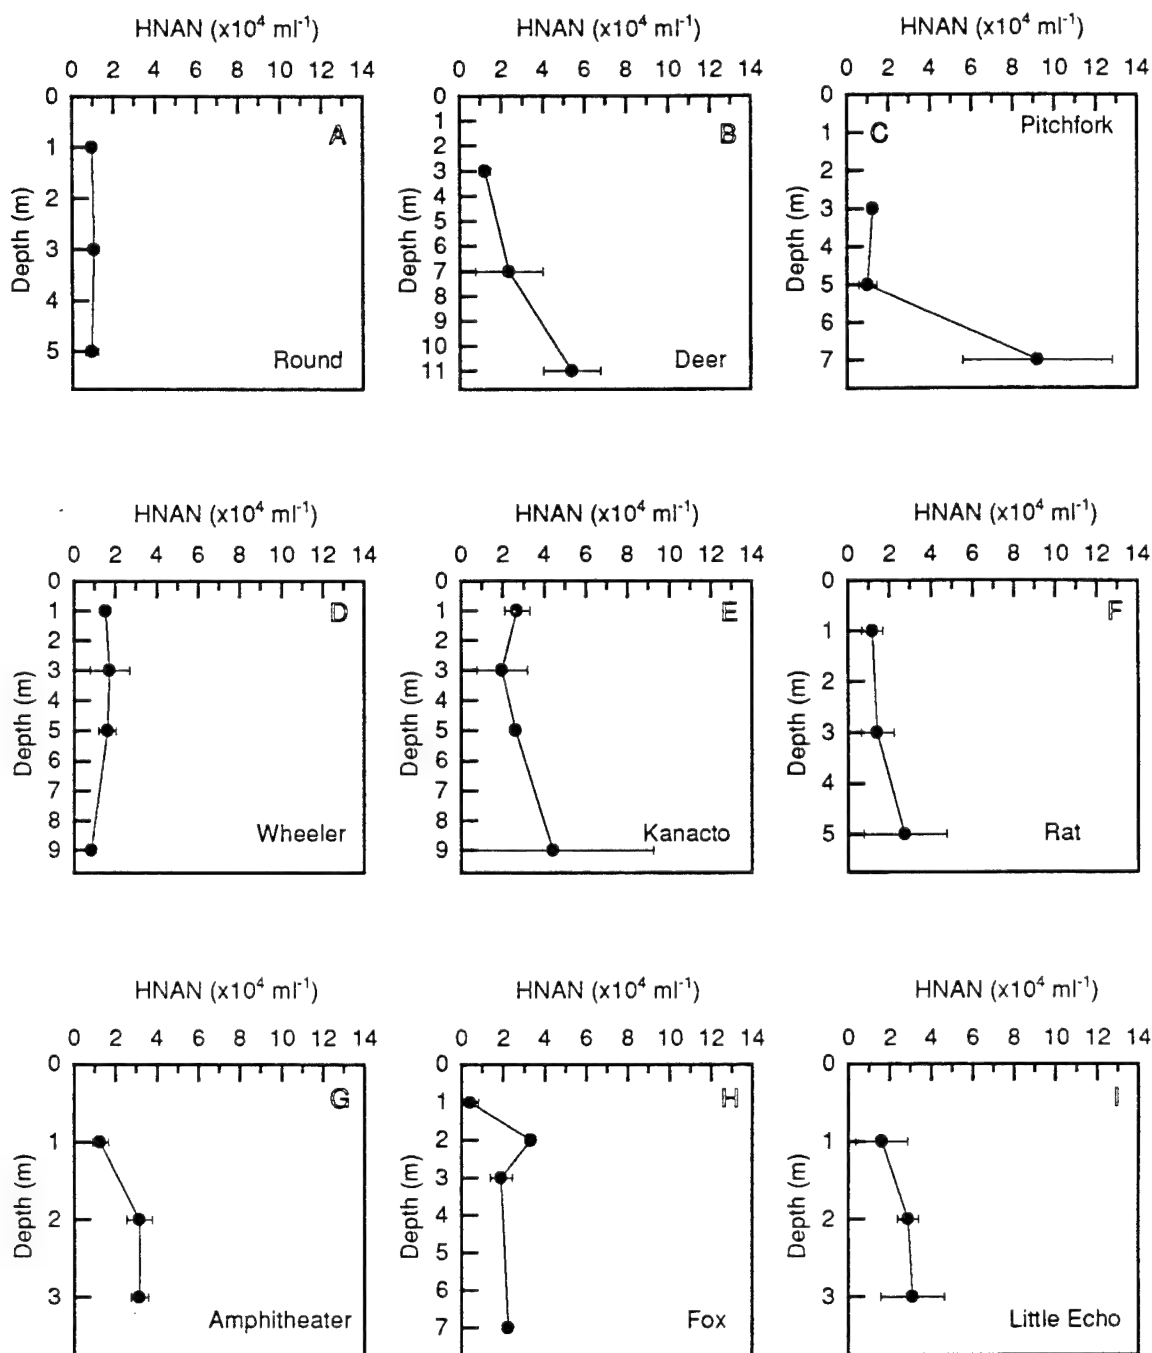 HNAN (x10⁴ ml⁻¹) HNAN (x10⁴ ml⁻¹) HNAN (x10⁴ ml⁻¹)
0 2 4 6 8 10 12 14 0 2 4 6 8 10 12 14 0 2 4 6 8 10 12 14
Depth (m)
0
1
2
3
4
5
A
Round
Depth (m)
0
1
2
3
4
5
6
7
8
9
10
11
B
Deer
Depth (m)
0
1
2
3
4
5
6
7
C
Pitchfork
HNAN (x10⁴ ml⁻¹) HNAN (x10⁴ ml⁻¹) HNAN (x10⁴ ml⁻¹)
0 2 4 6 8 10 12 14 0 2 4 6 8 10 12 14 0 2 4 6 8 10 12 14
Depth (m)
0
1
2
3
4
5
6
7
8
9
D
Wheeler
Depth (m)
0
1
2
3
4
5
6
7
8
9
E
Kanacto
Depth (m)
0
1
2
3
4
5
F
Rat
HNAN (x10⁴ ml⁻¹) HNAN (x10⁴ ml⁻¹) HNAN (x10⁴ ml⁻¹)
0 2 4 6 8 10 12 14 0 2 4 6 8 10 12 14 0 2 4 6 8 10 12 14
Depth (m)
0
1
2
3
G
Amphitheater
Depth (m)
0
1
2
3
4
5
6
7
H
Fox
Depth (m)
0
1
2
3
I
Little Echo